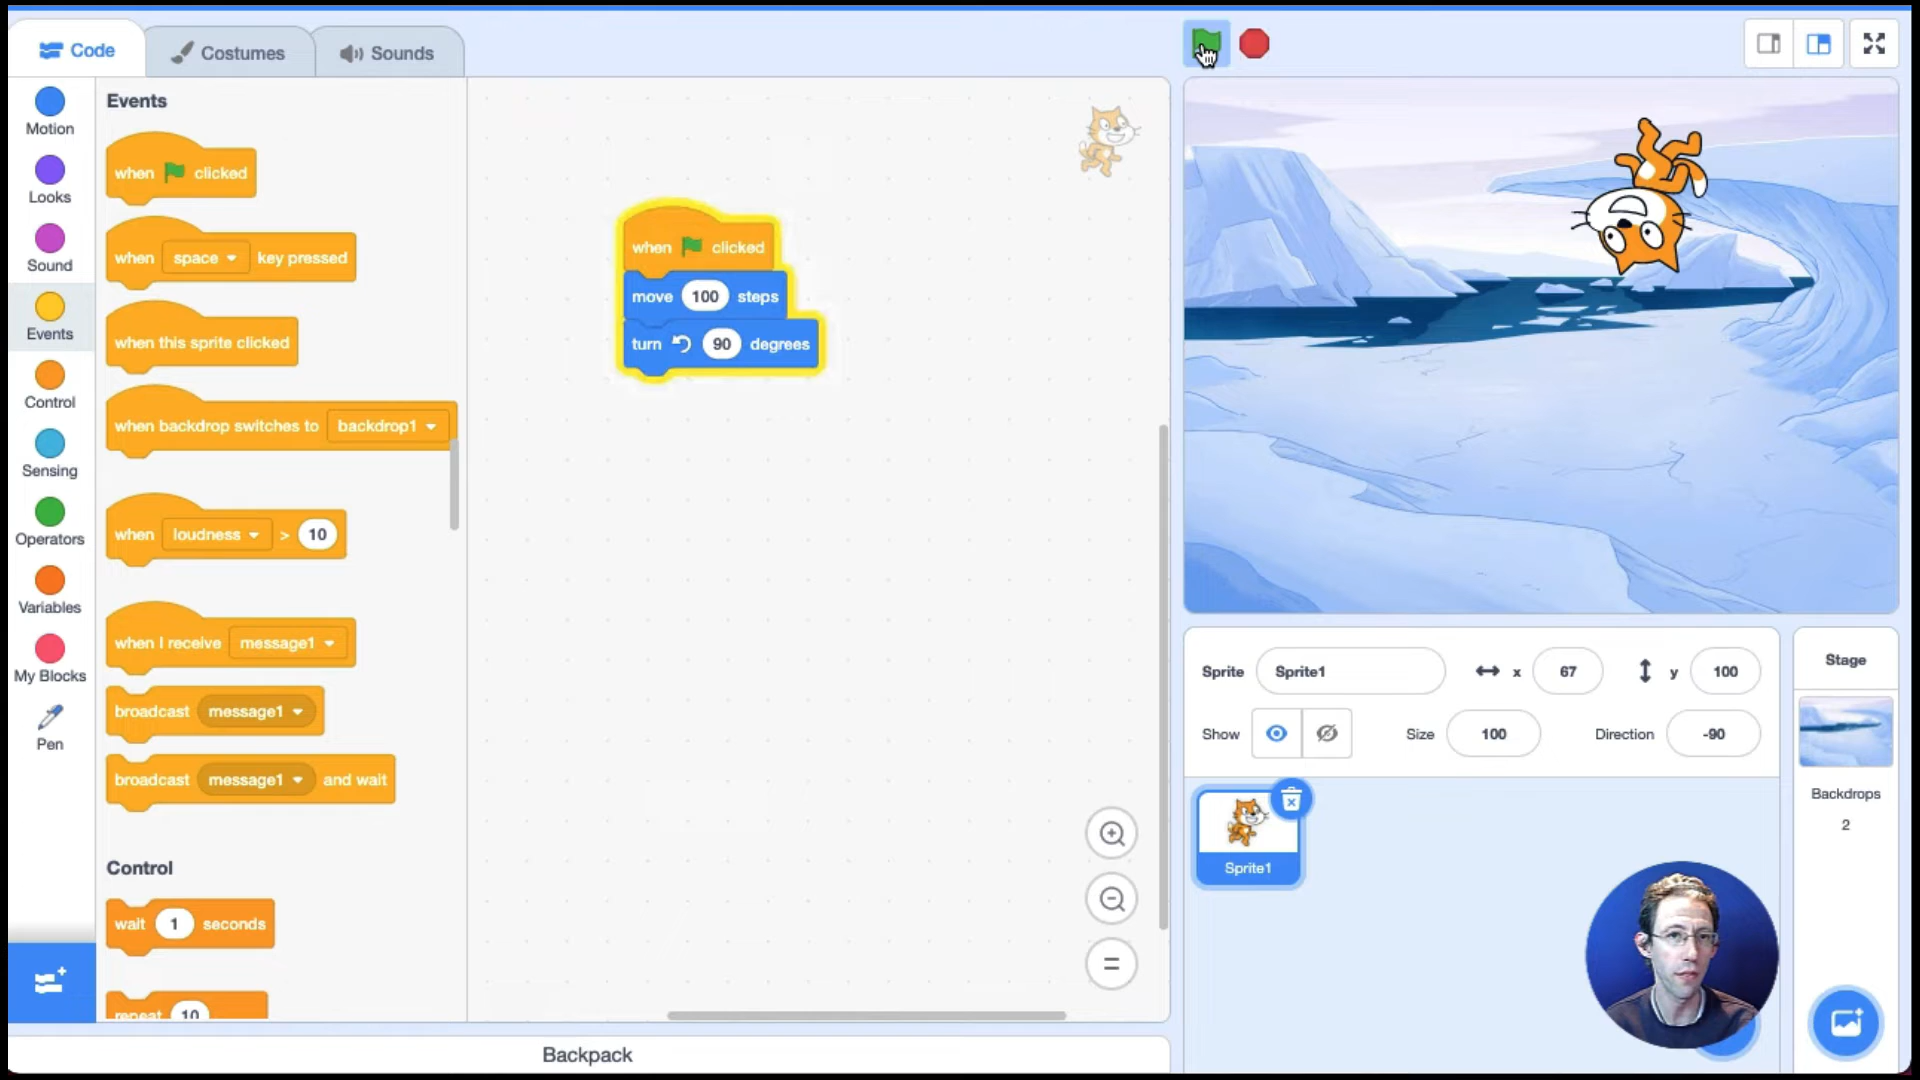 Code
Costumes
Sounds
Motion
Looks
Sound
Events
Control
Sensing
Operators
Variables
My Blocks
Pen
Events
when clicked
when space key pressed
when this sprite clicked
when backdrop switches to backdrop1
when loudness > 10
when I receive message1
broadcast message1
broadcast message1 and wait
Control
wait 1 seconds
repeat 10
when clicked
move 100 steps
turn 90 degrees
Backpack
Sprite Sprite1 x 67 y 100
Show Size 100 Direction -90
Sprite1
Stage
Backdrops
2